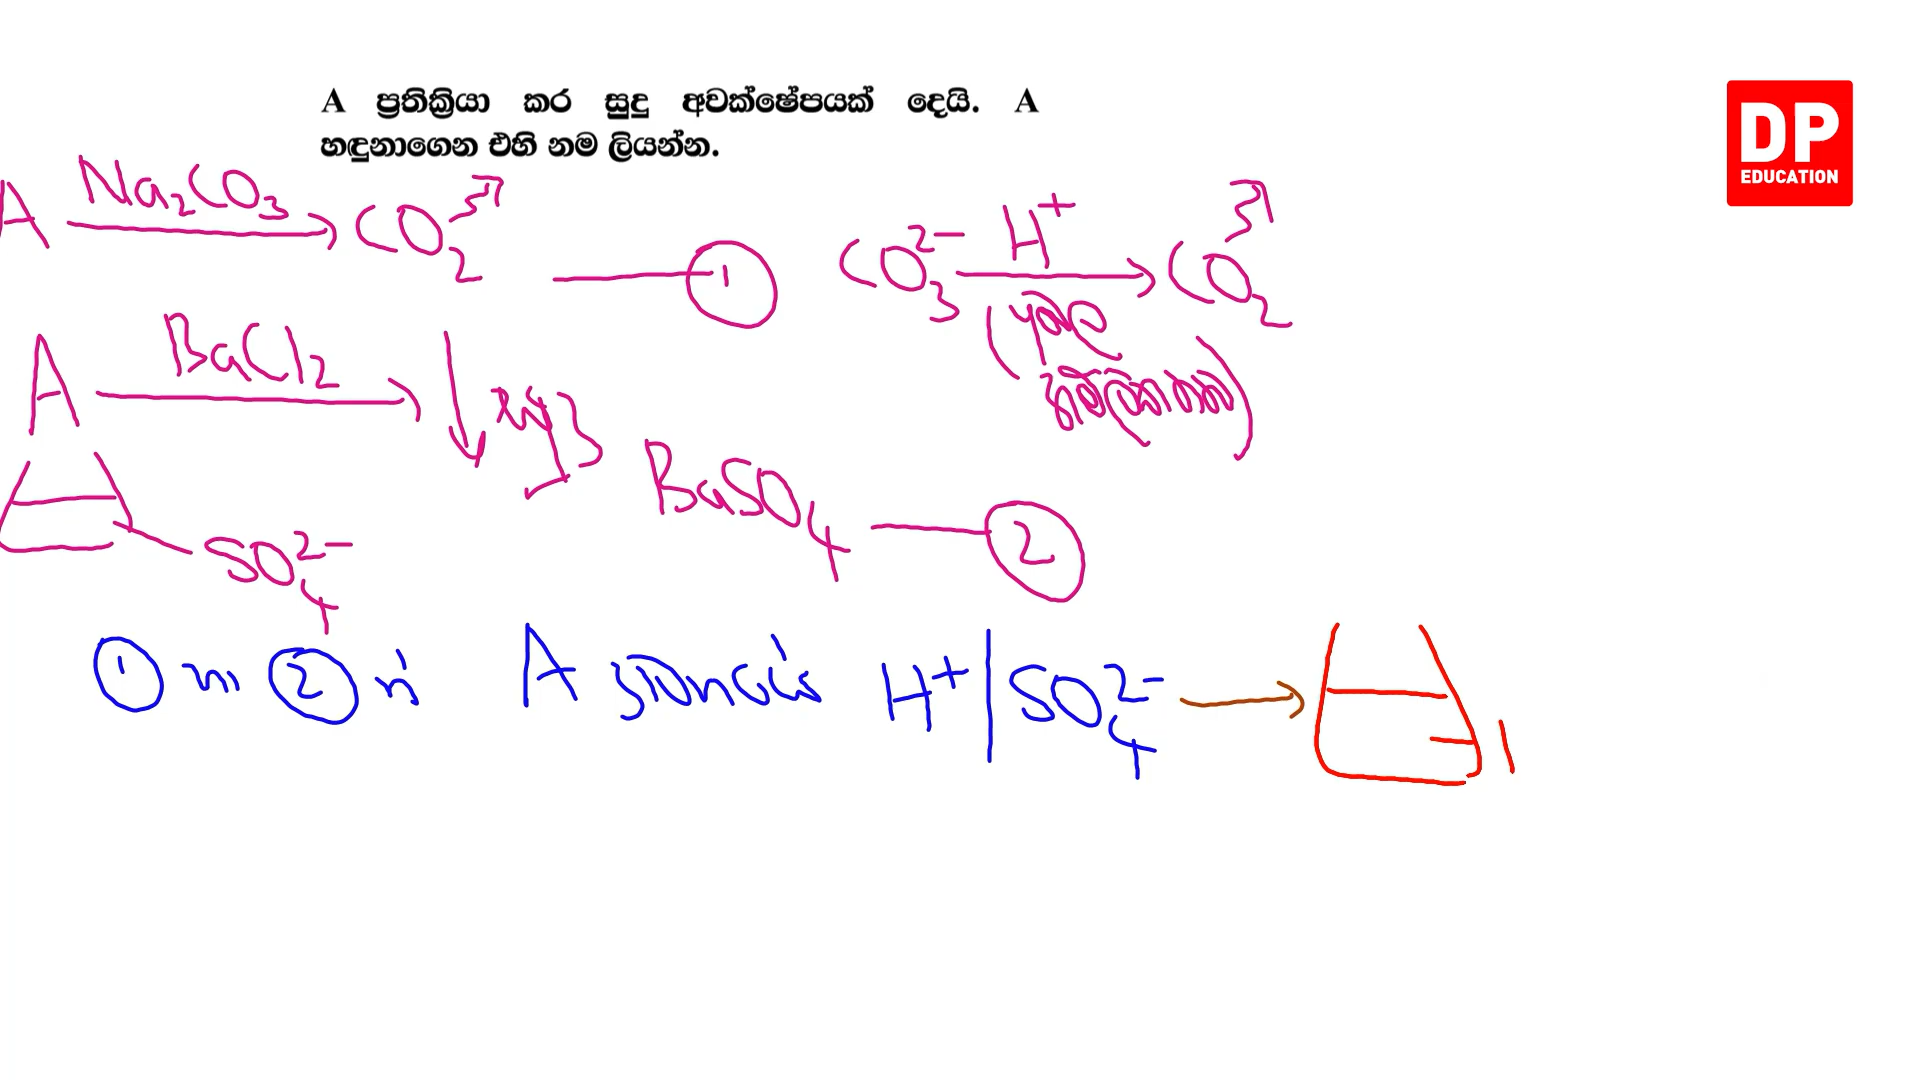 A ප්‍රතික්‍රියා කර සුදු අවක්ෂේපයක් දෙයි. A
හඳුනාගෙන එහි නම ලියන්න.
DP
EDUCATION
A Na₂CO₃ → CO₂ ↑ — ①
CO₃²⁻ H⁺ → CO₂ ↑
A BaCl₂ → ↓ සුදු
BaSO₄ — ②
SO₄²⁻
① හා ② න් A H⁺ | SO₄²⁻ →